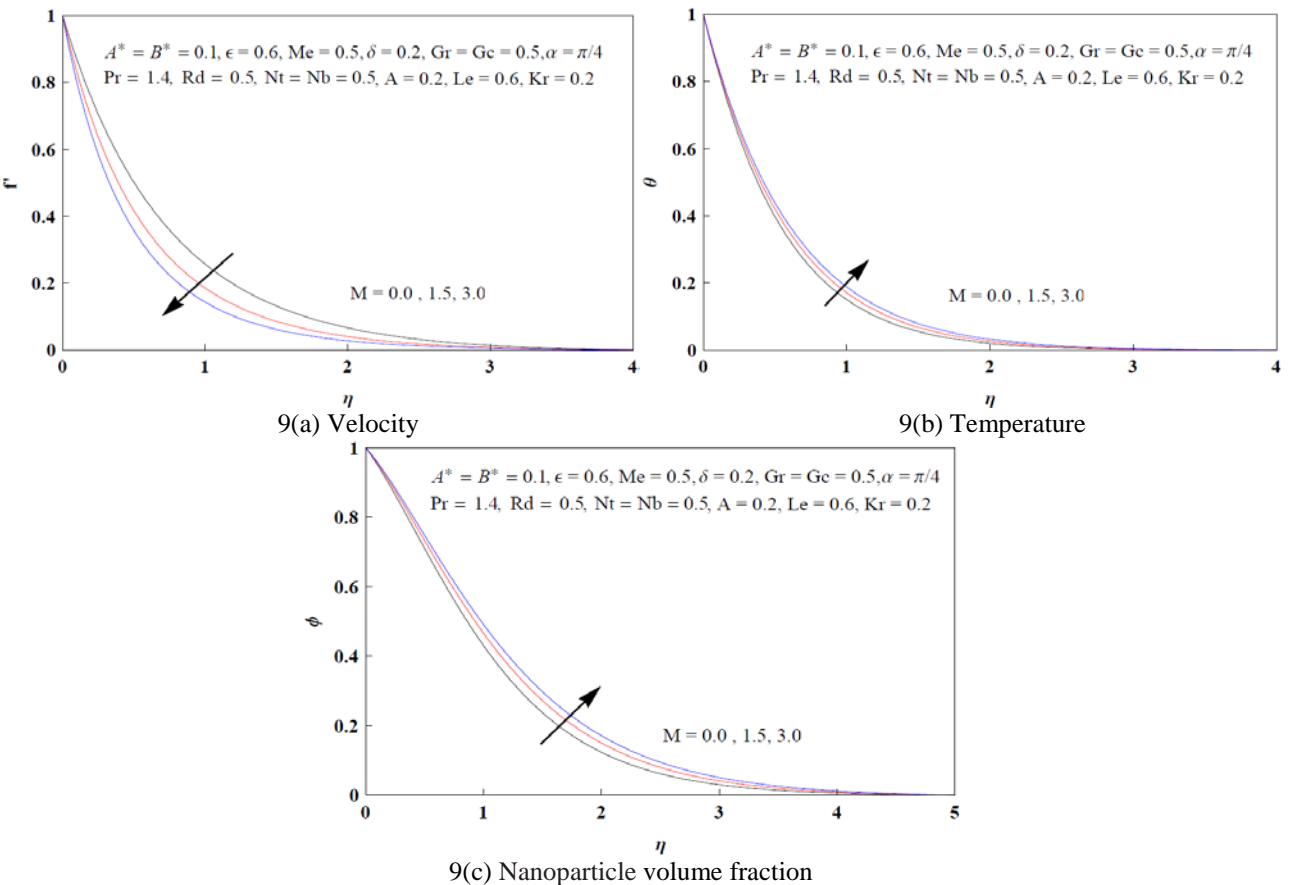 1
0.8
0.6
0.4
0.2
0
f'
A* = B* = 0.1, ϵ = 0.6, Me = 0.5, δ = 0.2, Gr = Gc = 0.5, α = π/4
Pr = 1.4, Rd = 0.5, Nt = Nb = 0.5, A = 0.2, Le = 0.6, Kr = 0.2
M = 0.0 , 1.5, 3.0
0 1 2 3 4
η
9(a) Velocity
1
0.8
0.6
0.4
0.2
0
θ
A* = B* = 0.1, ϵ = 0.6, Me = 0.5, δ = 0.2, Gr = Gc = 0.5, α = π/4
Pr = 1.4, Rd = 0.5, Nt = Nb = 0.5, A = 0.2, Le = 0.6, Kr = 0.2
M = 0.0 , 1.5, 3.0
0 1 2 3 4
η
9(b) Temperature
1
0.8
0.6
0.4
0.2
0
ϕ
A* = B* = 0.1, ϵ = 0.6, Me = 0.5, δ = 0.2, Gr = Gc = 0.5, α = π/4
Pr = 1.4, Rd = 0.5, Nt = Nb = 0.5, A = 0.2, Le = 0.6, Kr = 0.2
M = 0.0 , 1.5, 3.0
0 1 2 3 4 5
η
9(c) Nanoparticle volume fraction